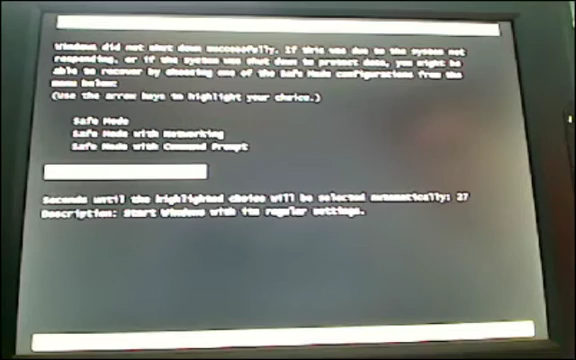 Windows did not shut down successfully. If this was due to the system not
responding, or if the system was shut down to protect data, you might be
able to recover by choosing one of the Safe Mode configurations from the
menu below:
(Use the arrow keys to highlight your choice.)
Safe Mode
Safe Mode with Networking
Safe Mode with Command Prompt
Seconds until the highlighted choice will be selected automatically: 27
Description: Start Windows with its regular settings.